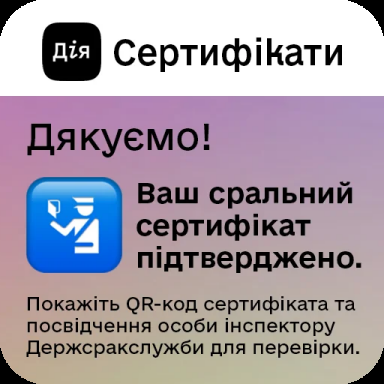 Дія Сертифікати
Дякуємо!
Ваш сральний
сертифікат
підтверджено.
Покажіть QR-код сертифіката та
посвідчення особи інспектору
Держсракслужби для перевірки.